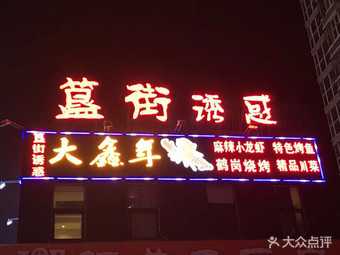 簋街诱惑
簋街诱惑
大鑫年
麻辣小龙虾 特色烤鱼
鹤岗烧烤 精品川菜
大众点评